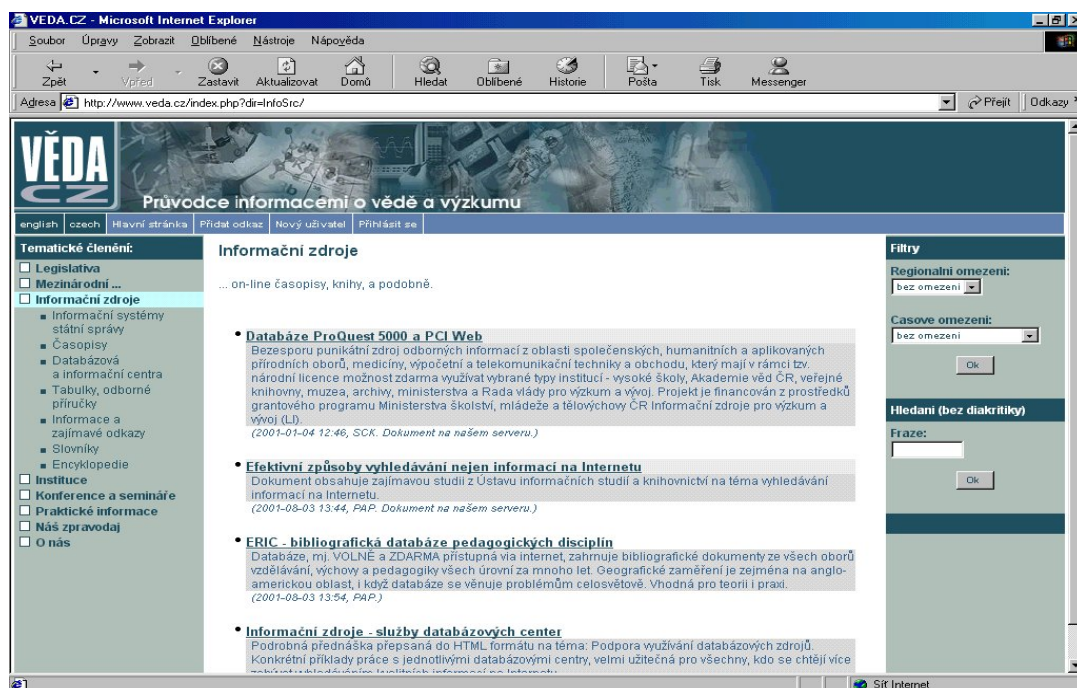 VEDA.CZ - Microsoft Internet Explorer
Soubor Úpravy Zobrazit Oblíbené Nástroje Nápověda
Zpět Vpřed Zastavit Aktualizovat Domů Hledat Oblíbené Historie Pošta Tisk Messenger
Adresa http://www.veda.cz/index.php?dir=InfoSrc/ Přejít Odkazy
VĚDA
CZ
Průvodce informacemi o vědě a výzkumu
english czech Hlavní stránka Přidat odkaz Nový uživatel Přihlásit se
Tematické členění:
Legislativa
Mezinárodní ...
Informační zdroje
Informační systémy
státní správy
Časopisy
Databázová
a informační centra
Tabulky, odborné
příručky
Informace a
zajímavé odkazy
Slovníky
Encyklopedie
Instituce
Konference a semináře
Praktické informace
Náš zpravodaj
O nás
Informační zdroje
... on-line časopisy, knihy, a podobně.
Databáze ProQuest 5000 a PCI Web
Bezesporu punikátní zdroj odborných informací z oblasti společenských, humanitních a aplikovaných
přírodních oborů, medicíny, výpočetní a telekomunikační techniky a obchodu, který mají v rámci tzv.
národní licence možnost zdarma využívat vybrané typy institucí - vysoké školy, Akademie věd ČR, veřejné
knihovny, muzea, archivy, ministerstva a Rada vlády pro výzkum a vývoj. Projekt je financován z prostředků
grantového programu Ministerstva školství, mládeže a tělovýchovy ČR Informační zdroje pro výzkum a
vývoj (LI).
(2001-01-04 12:46, SCK. Dokument na našem serveru.)
Efektivní způsoby vyhledávání nejen informací na Internetu
Dokument obsahuje zajímavou studii z Ústavu informačních studií a knihovnictví na téma vyhledávání
informací na Internetu.
(2001-08-03 13:44, PAP. Dokument na našem serveru.)
ERIC - bibliografická databáze pedagogických disciplín
Databáze, mj. VOLNĚ a ZDARMA přístupná via internet, zahrnuje bibliografické dokumenty ze všech oborů
vzdělávání, výchovy a pedagogiky všech úrovní za mnoho let. Geografické zaměření je zejména na anglo-
americkou oblast, i když databáze se věnuje problémům celosvětově. Vhodná pro teorii i praxi.
(2001-08-03 13:54, PAP.)
Informační zdroje - služby databázových center
Podrobná přednáška přepsaná do HTML formátu na téma: Podpora využívání databázových zdrojů.
Konkrétní příklady práce s jednotlivými databázovými centry, velmi užitečná pro všechny, kdo se chtějí více
Filtry
Regionalni omezeni:
bez omezeni
Casove omezeni:
bez omezeni
Ok
Hledani (bez diakritiky)
Fraze:
Ok
Síť Internet